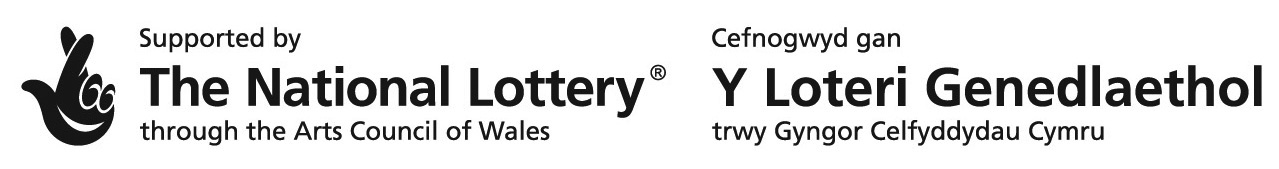 Supported by
The National Lottery®
through the Arts Council of Wales
Cefnogwyd gan
Y Loteri Genedlaethol
trwy Gyngor Celfyddydau Cymru